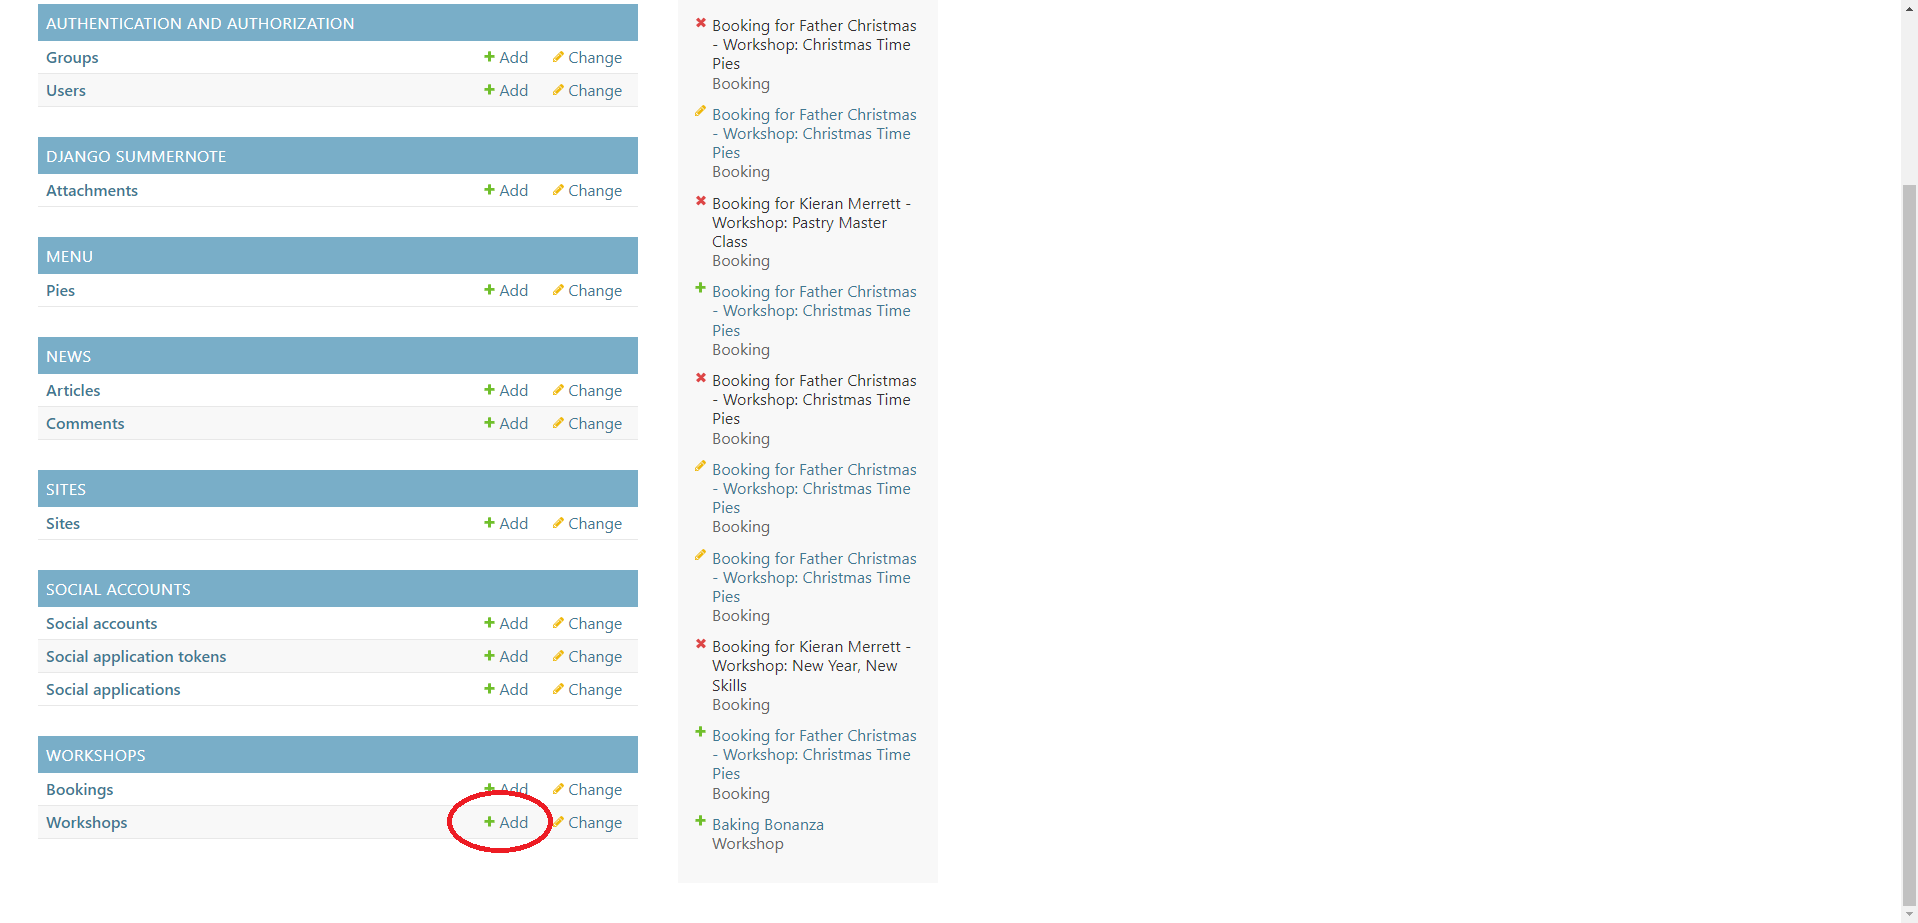 AUTHENTICATION AND AUTHORIZATION
Groups Add Change
Users Add Change
DJANGO SUMMERNOTE
Attachments Add Change
MENU
Pies Add Change
NEWS
Articles Add Change
Comments Add Change
SITES
Sites Add Change
SOCIAL ACCOUNTS
Social accounts Add Change
Social application tokens Add Change
Social applications Add Change
WORKSHOPS
Bookings Add Change
Workshops Add Change
Booking for Father Christmas
- Workshop: Christmas Time
Pies
Booking
Booking for Father Christmas
- Workshop: Christmas Time
Pies
Booking
Booking for Kieran Merrett -
Workshop: Pastry Master
Class
Booking
Booking for Father Christmas
- Workshop: Christmas Time
Pies
Booking
Booking for Father Christmas
- Workshop: Christmas Time
Pies
Booking
Booking for Father Christmas
- Workshop: Christmas Time
Pies
Booking
Booking for Father Christmas
- Workshop: Christmas Time
Pies
Booking
Booking for Kieran Merrett -
Workshop: New Year, New
Skills
Booking
Booking for Father Christmas
- Workshop: Christmas Time
Pies
Booking
Baking Bonanza
Workshop